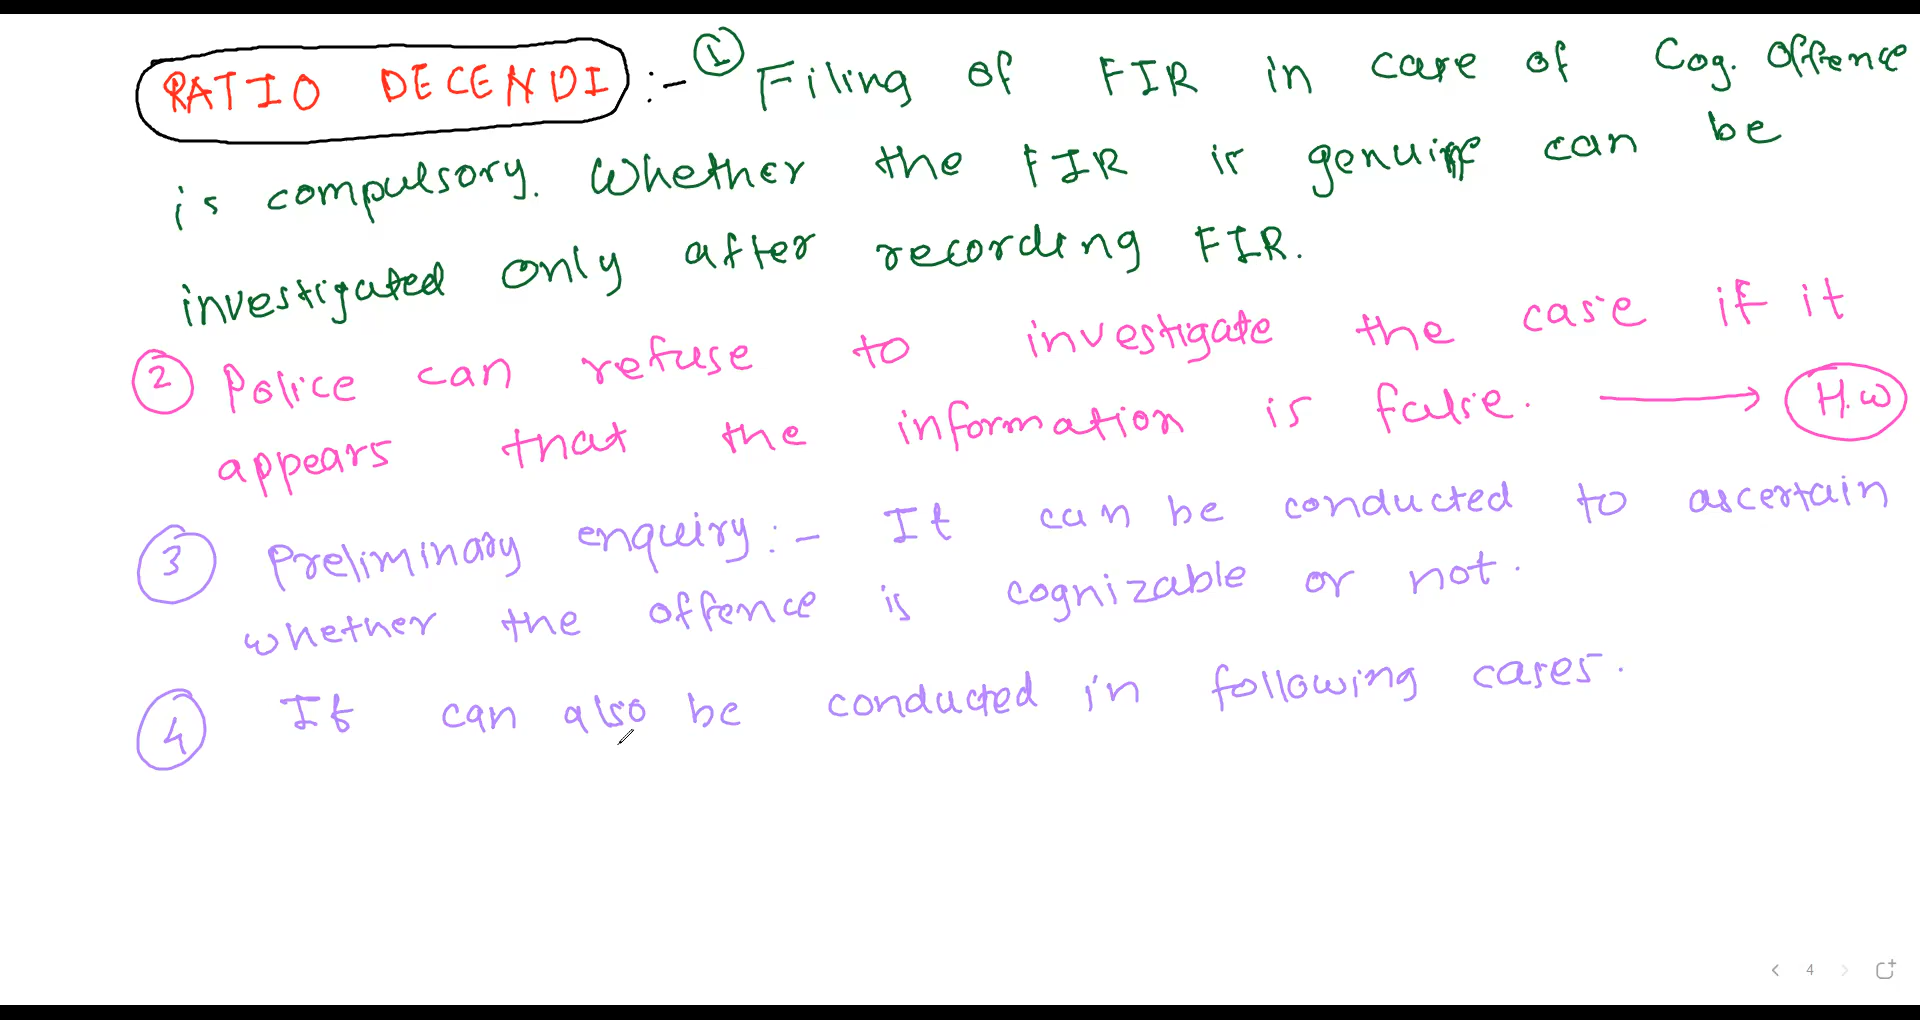 RATIO DECENDI :- ① Filing of FIR in case of Cog. Offence
is compulsory. Whether the FIR is genuine can be
investigated only after recording FIR.
② Police can refuse to investigate the case if it
appears that the information is false. → H.W
③ Preliminary enquiry :- It can be conducted to ascertain
whether the offence is cognizable or not.
④ It can also be conducted in following cases.
< 4 >